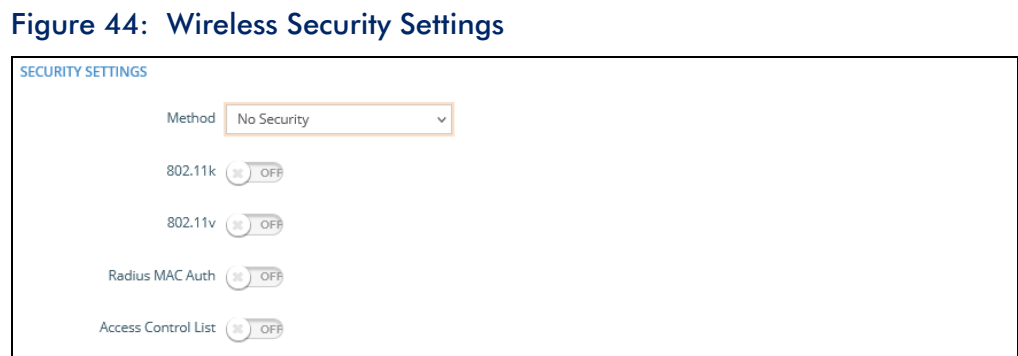 Figure 44: Wireless Security Settings
SECURITY SETTINGS
Method No Security
802.11k OFF
802.11v OFF
Radius MAC Auth OFF
Access Control List OFF